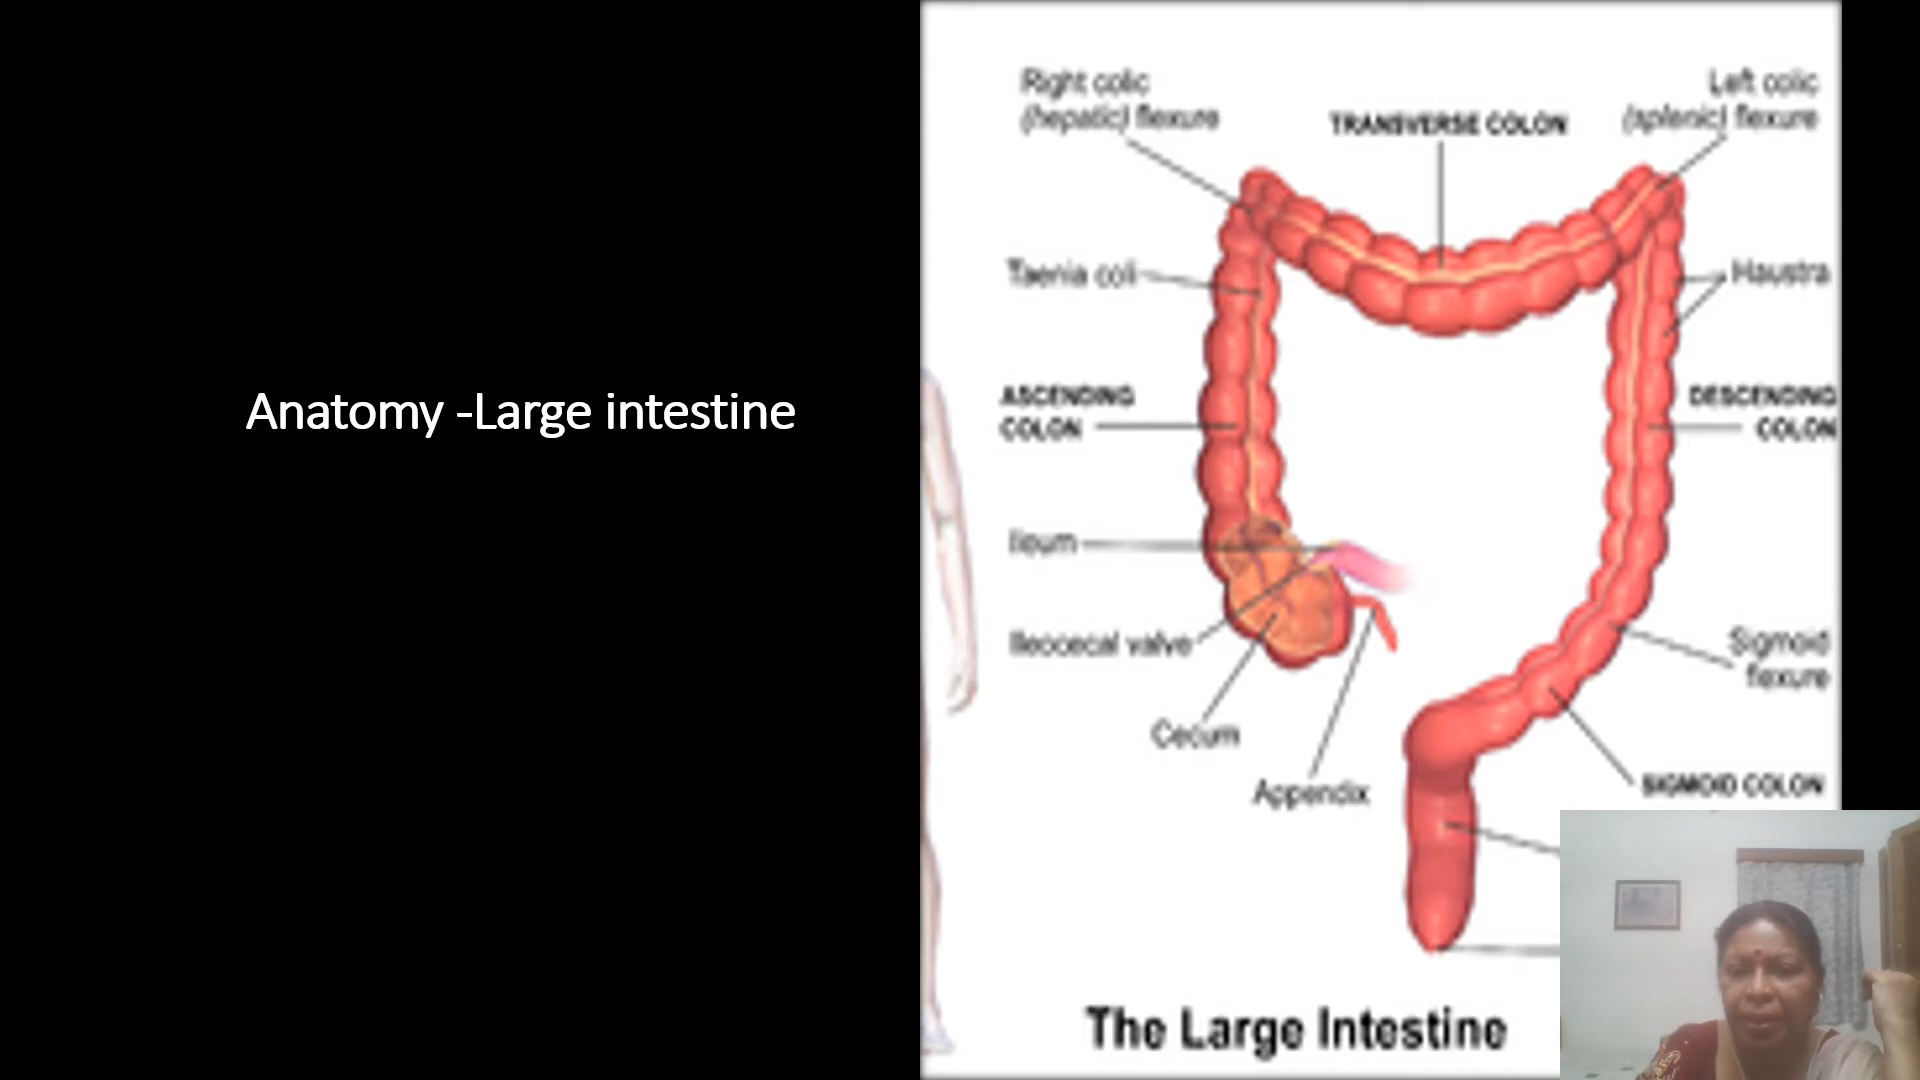 Anatomy -Large intestine
Right colic
(hepatic) flexure
TRANSVERSE COLON
Left colic
(splenic) flexure
Taenia coli
Haustra
ASCENDING
COLON
DESCENDING
COLON
Ileum
Ileocecal valve
Sigmoid
flexure
Cecum
Appendix
SIGMOID COLON
The Large Intestine